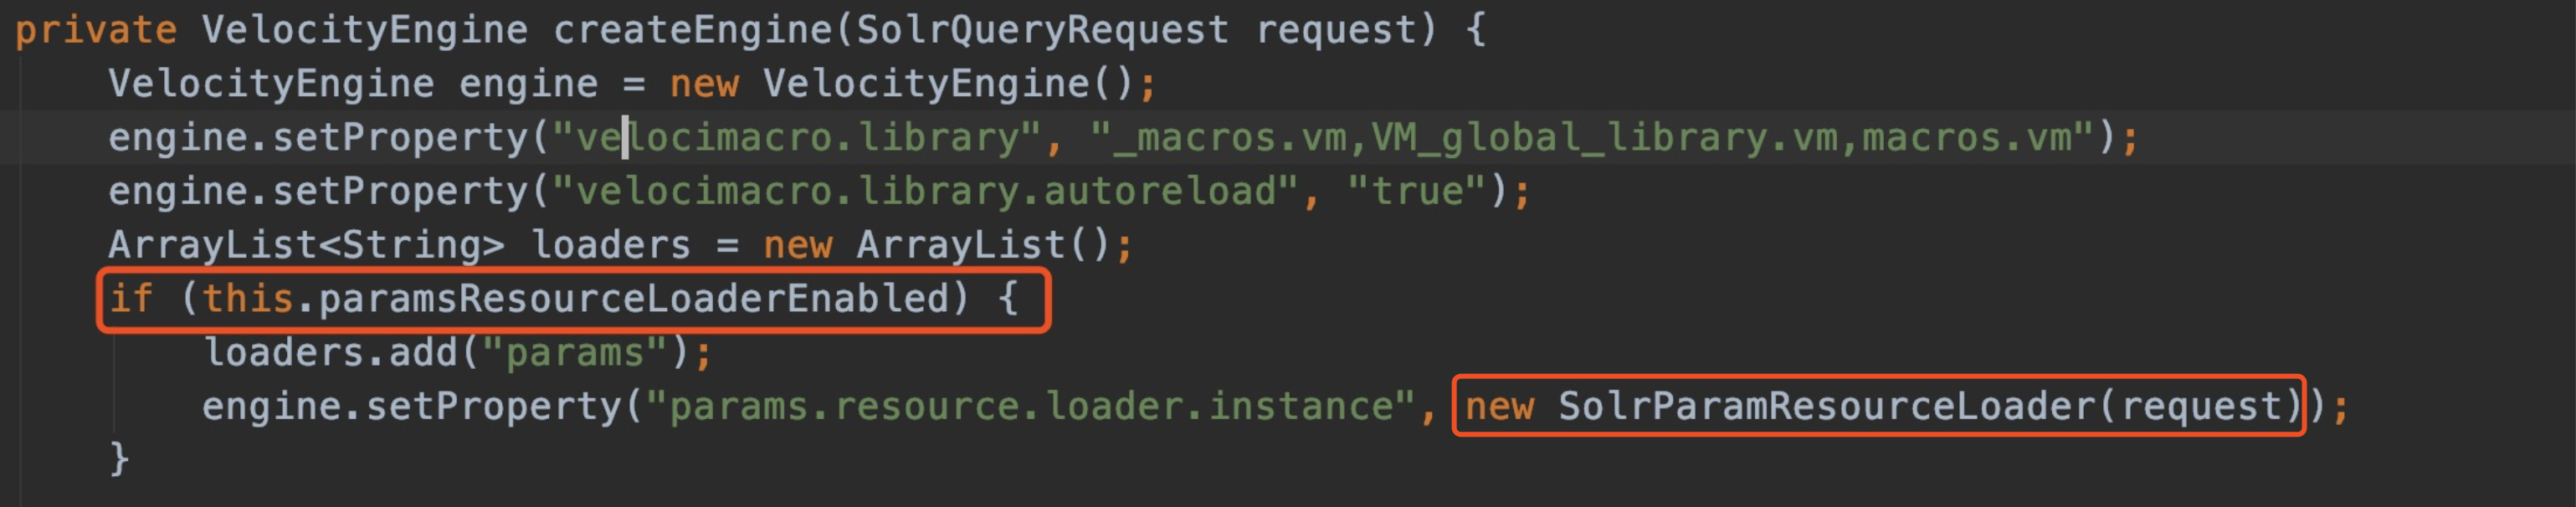 private VelocityEngine createEngine(SolrQueryRequest request) {
    VelocityEngine engine = new VelocityEngine();
    engine.setProperty("velocimacro.library", "_macros.vm,VM_global_library.vm,macros.vm");
    engine.setProperty("velocimacro.library.autoreload", "true");
    ArrayList<String> loaders = new ArrayList();
    if (this.paramsResourceLoaderEnabled) {
        loaders.add("params");
        engine.setProperty("params.resource.loader.instance", new SolrParamResourceLoader(request));
    }